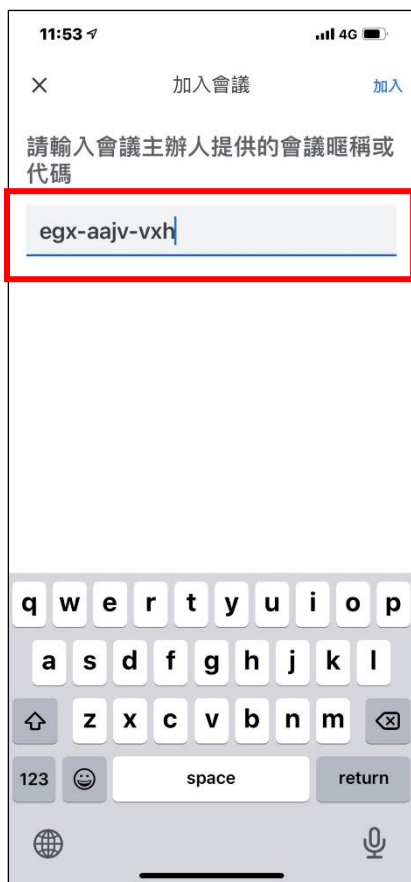 11:53 4G
加入會議 加入
請輸入會議主辦人提供的會議暱稱或
代碼
egx-aajv-vxh
q w e r t y u i o p
a s d f g h j k l
z x c v b n m
123 space return